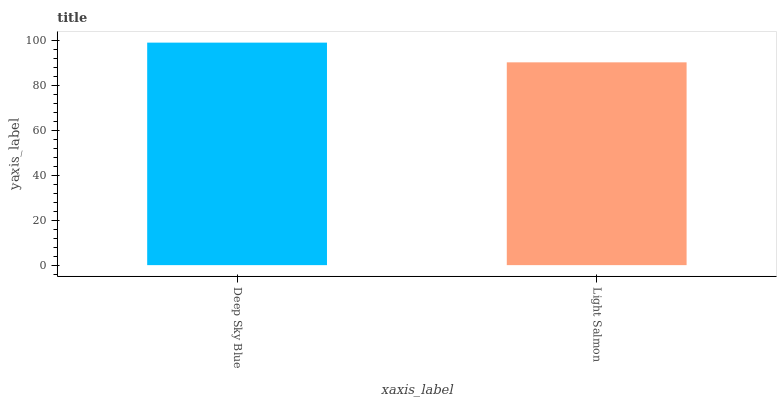 title
100
80
60
40
20
0
yaxis_label
Deep Sky Blue
Light Salmon
xaxis_label